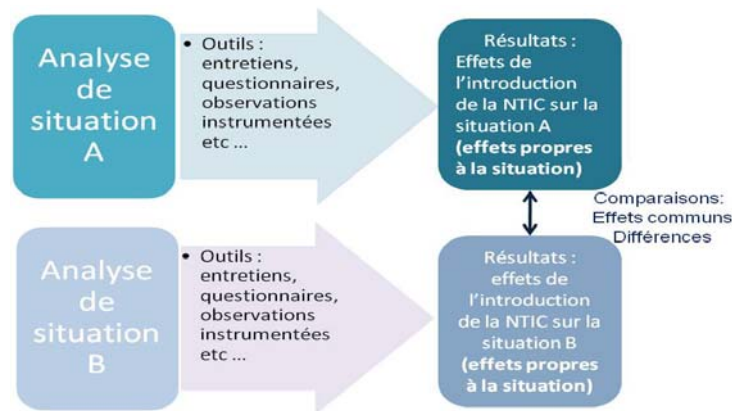 Analyse
de
situation
A
• Outils :
entretiens,
questionnaires,
observations
instrumentées
etc ...
Résultats :
Effets de
l'introduction
de la NTIC sur la
situation A
(effets propres
à la situation)
Comparaisons:
Effets communs
Différences
Analyse
de
situation
B
• Outils :
entretiens,
questionnaires,
observations
instrumentées
etc ...
Résultats :
effets de
l'introduction
de la NTIC sur la
situation B
(effets propres
à la situation)